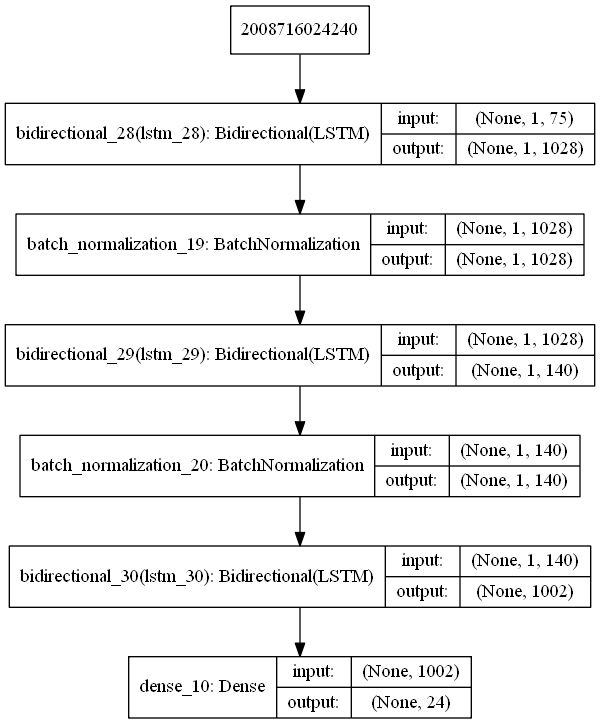 2008716024240
bidirectional_28(lstm_28): Bidirectional(LSTM)
input: (None, 1, 75)
output: (None, 1, 1028)
batch_normalization_19: BatchNormalization
input: (None, 1, 1028)
output: (None, 1, 1028)
bidirectional_29(lstm_29): Bidirectional(LSTM)
input: (None, 1, 1028)
output: (None, 1, 140)
batch_normalization_20: BatchNormalization
input: (None, 1, 140)
output: (None, 1, 140)
bidirectional_30(lstm_30): Bidirectional(LSTM)
input: (None, 1, 140)
output: (None, 1002)
dense_10: Dense
input: (None, 1002)
output: (None, 24)